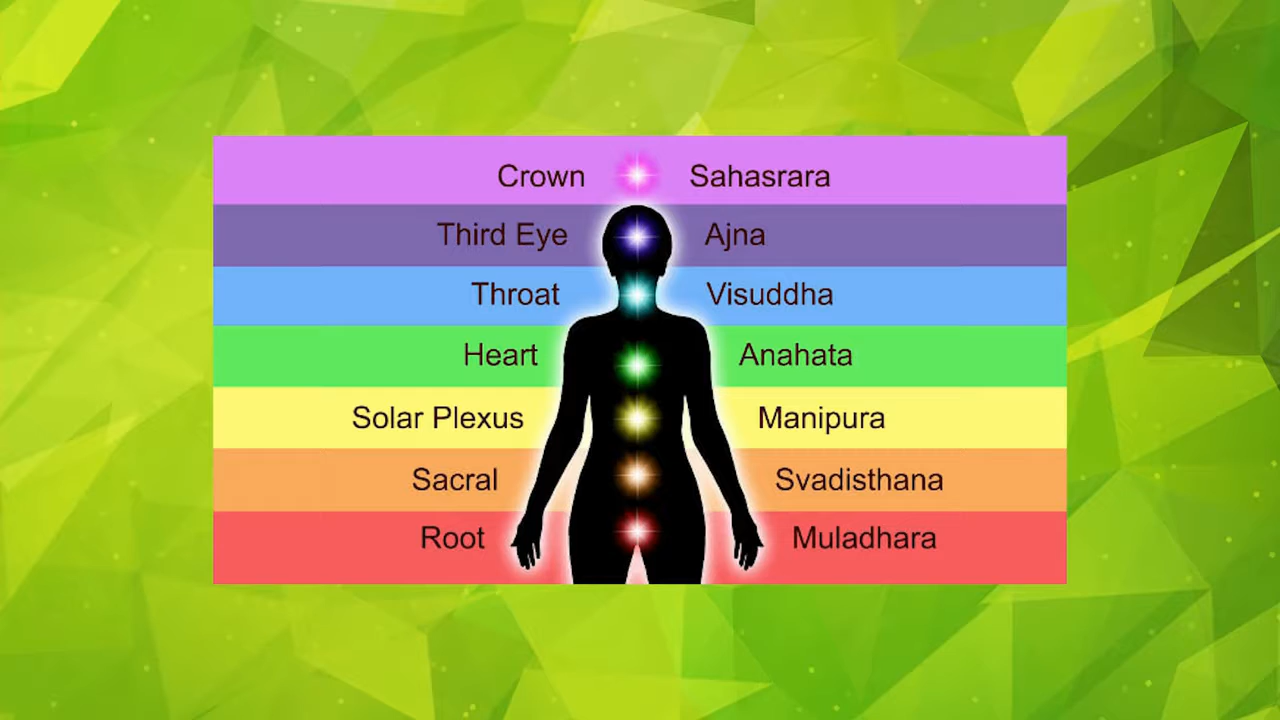 Crown Sahasrara
Third Eye Ajna
Throat Visuddha
Heart Anahata
Solar Plexus Manipura
Sacral Svadisthana
Root Muladhara